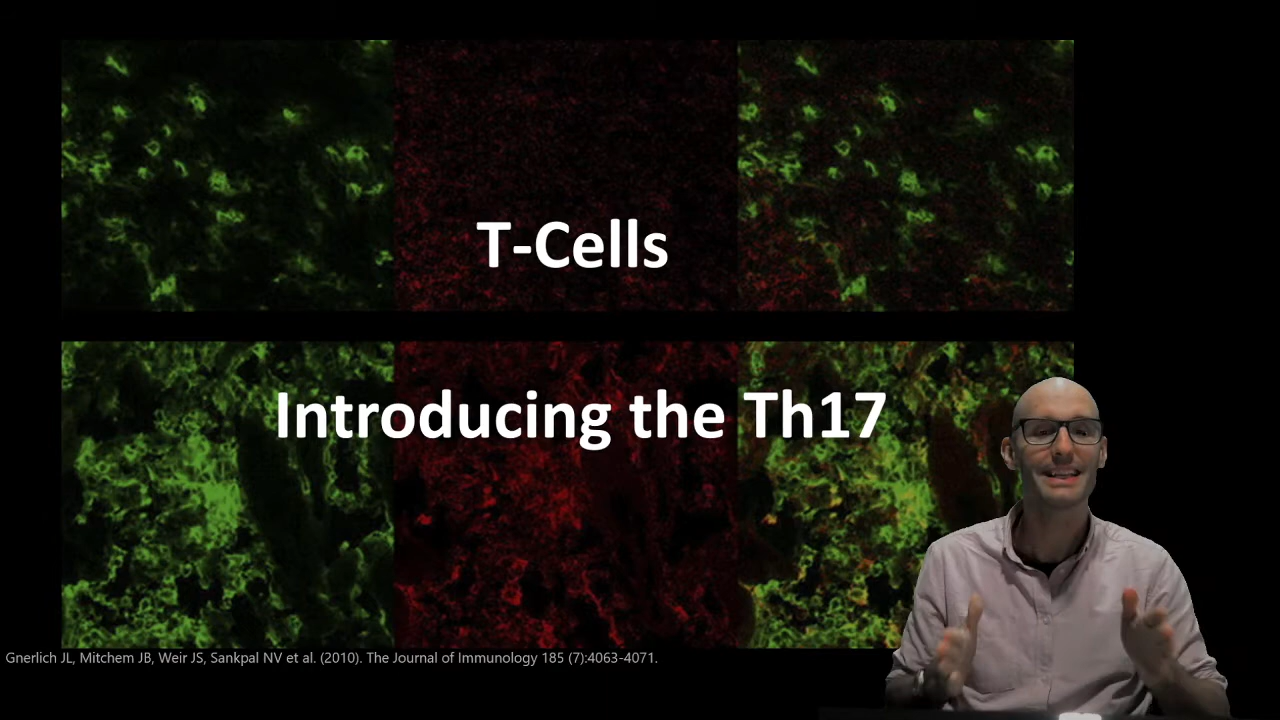 T-Cells
Introducing the Th17
Gnerlich JL, Mitchem JB, Weir JS, Sankpal NV et al. (2010). The Journal of Immunology 185 (7):4063-4071.